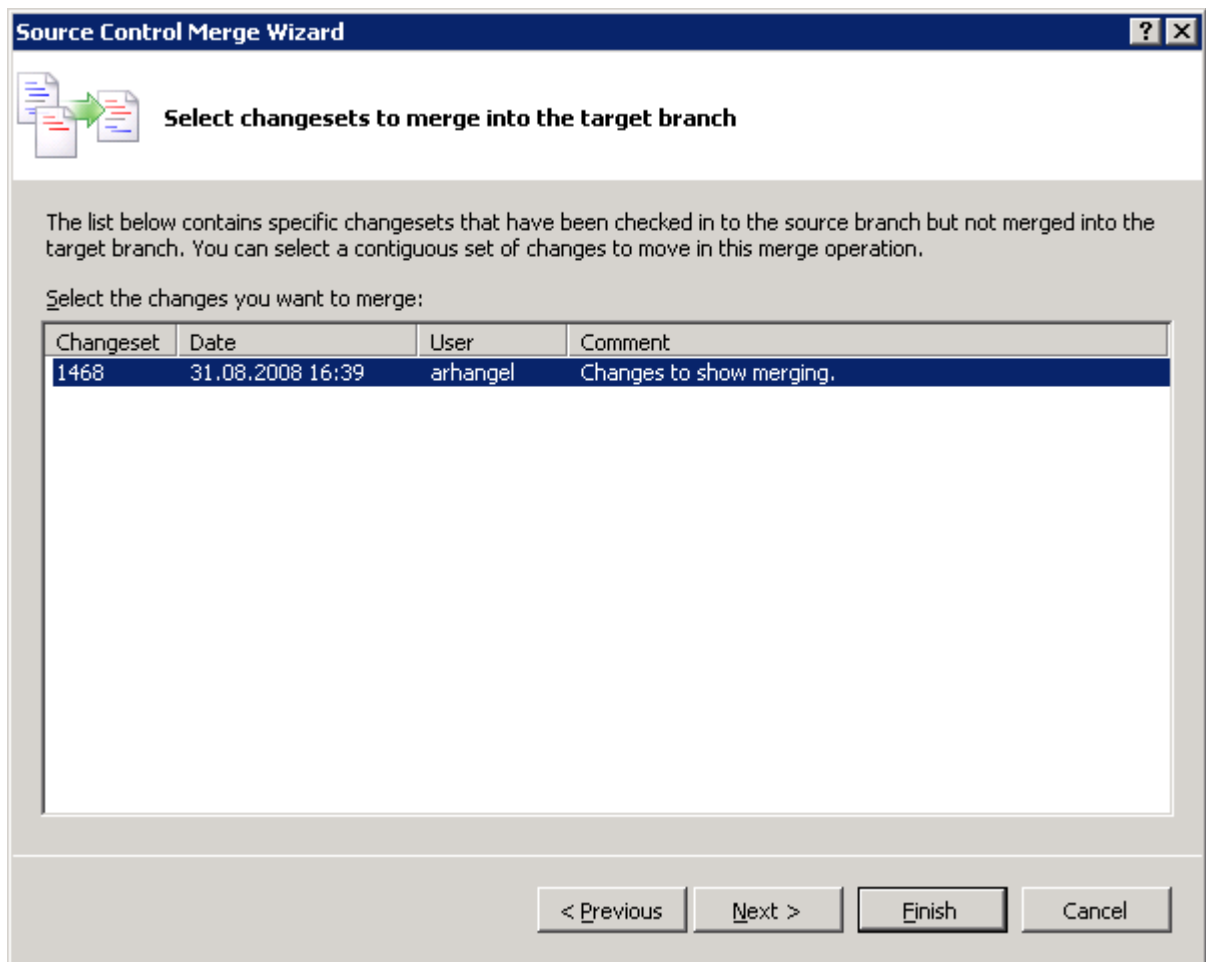 Source Control Merge Wizard
Select changesets to merge into the target branch
The list below contains specific changesets that have been checked in to the source branch but not merged into the
target branch. You can select a contiguous set of changes to move in this merge operation.
Select the changes you want to merge:
Changeset Date User Comment
1468 31.08.2008 16:39 arhangel Changes to show merging.
< Previous Next > Finish Cancel